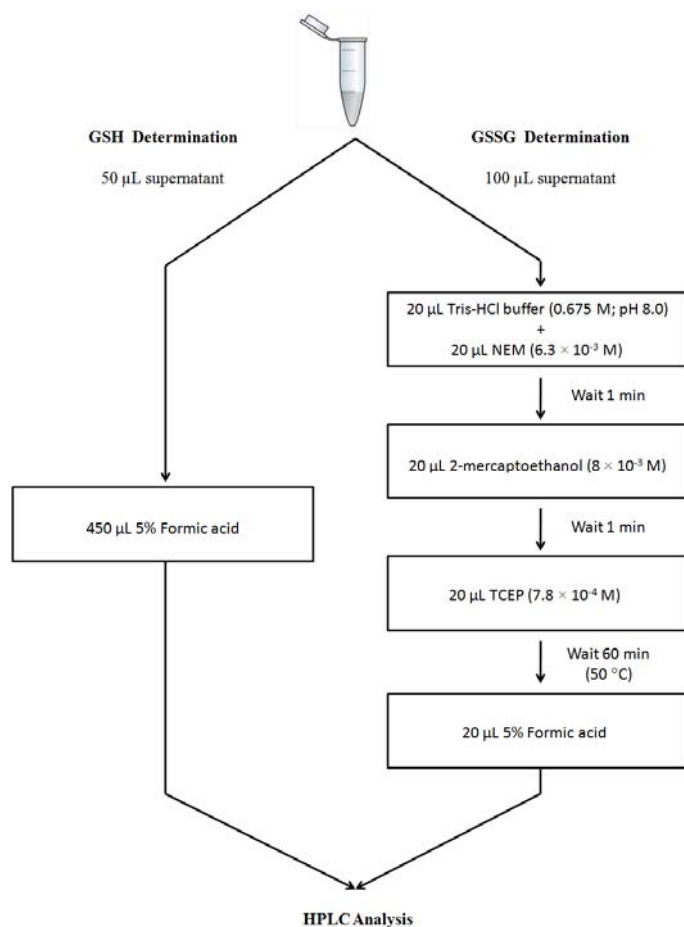 GSH Determination
50 µL supernatant
GSSG Determination
100 µL supernatant
20 µL Tris-HCl buffer (0.675 M; pH 8.0)
+
20 µL NEM (6.3 × 10⁻³ M)
Wait 1 min
20 µL 2-mercaptoethanol (8 × 10⁻³ M)
Wait 1 min
450 µL 5% Formic acid
20 µL TCEP (7.8 × 10⁻⁴ M)
Wait 60 min
(50 °C)
20 µL 5% Formic acid
HPLC Analysis